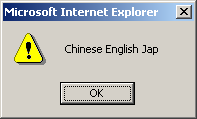 Microsoft Internet Explorer
Chinese English Jap
OK